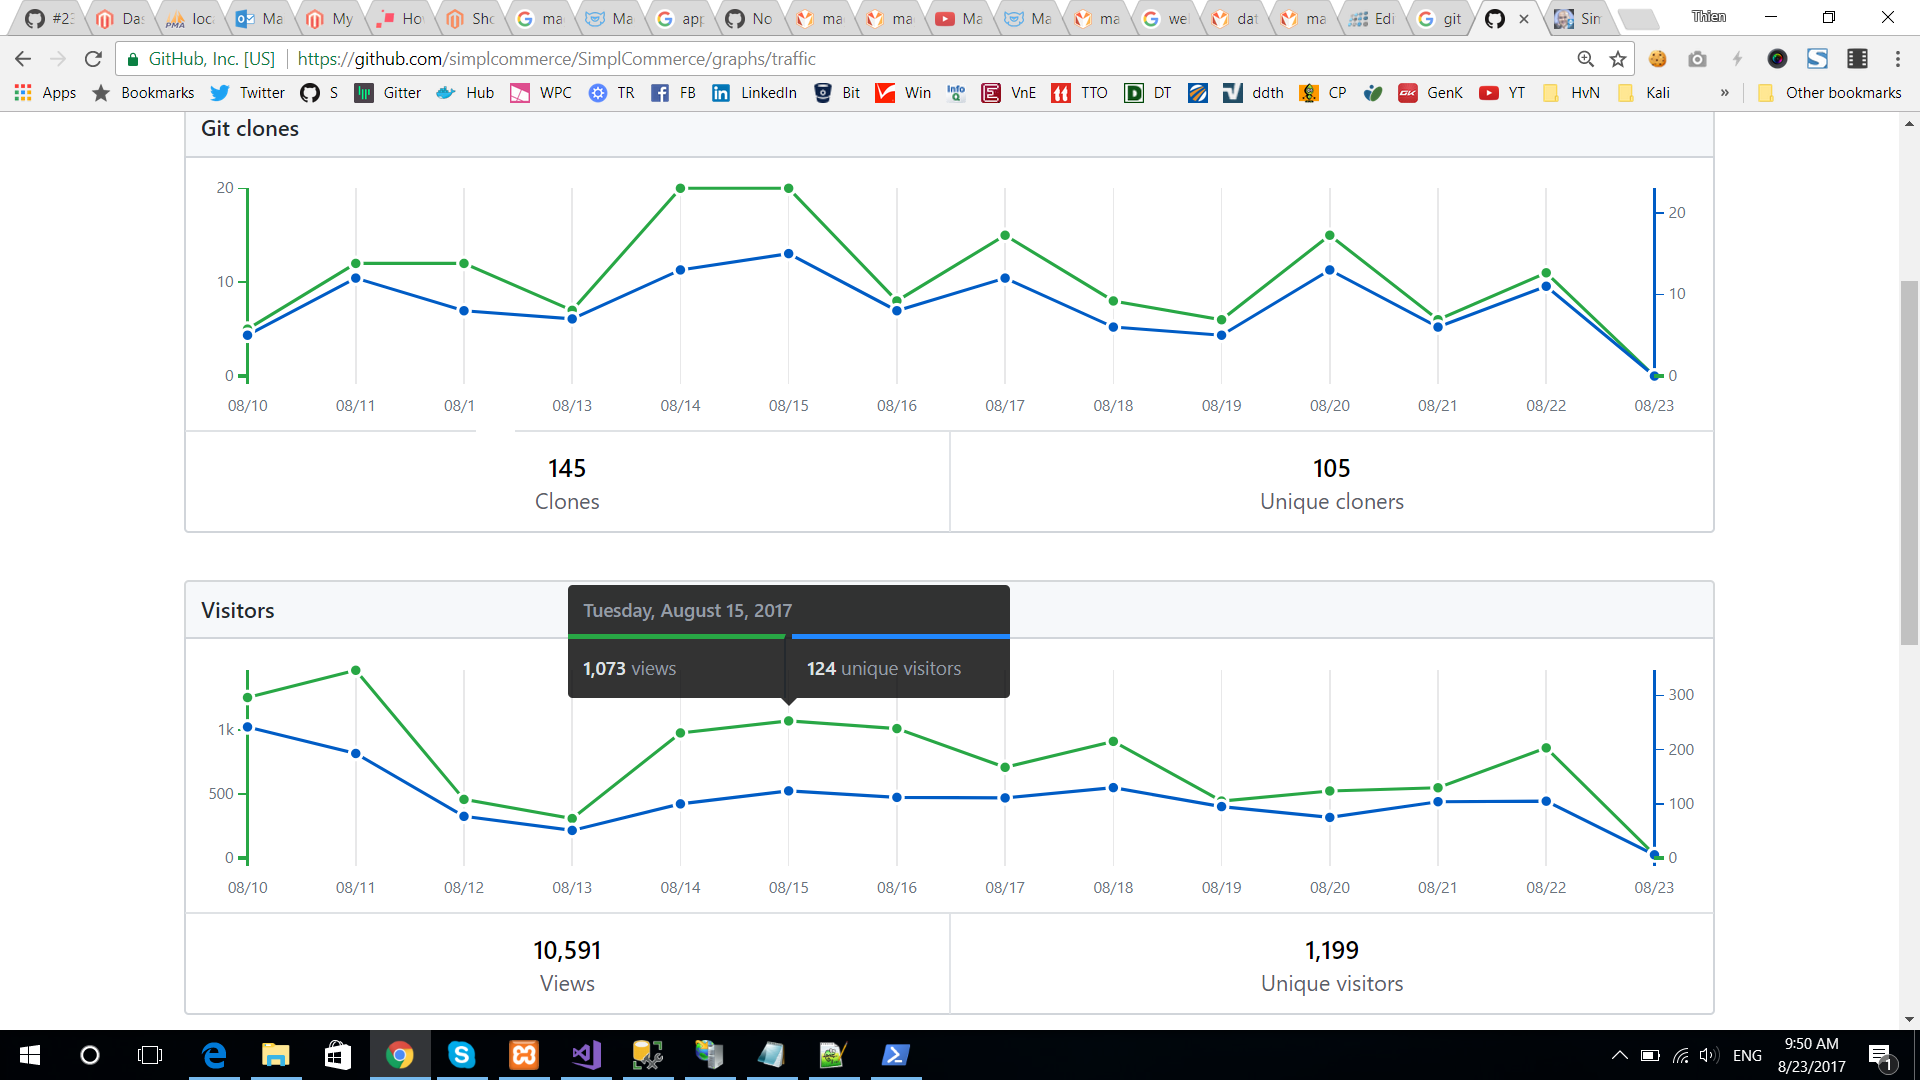 #23 Das loc Ma My Ho Sho ma Ma app No ma ma Ma Ma ma we dat ma Edi git Sim Thien
GitHub, Inc. [US] https://github.com/simplcommerce/SimplCommerce/graphs/traffic
Apps Bookmarks Twitter S Gitter Hub WPC TR FB LinkedIn Bit Win VnE TTO DT ddth CP GenK YT HvN Kali » Other bookmarks
Git clones
20
10
0
20
10
0
08/10 08/11 08/1 08/13 08/14 08/15 08/16 08/17 08/18 08/19 08/20 08/21 08/22 08/23
145
Clones
105
Unique cloners
Visitors
Tuesday, August 15, 2017
1,073 views 124 unique visitors
1k
500
0
300
200
100
0
08/10 08/11 08/12 08/13 08/14 08/15 08/16 08/17 08/18 08/19 08/20 08/21 08/22 08/23
10,591
Views
1,199
Unique visitors
ENG
9:50 AM
8/23/2017
1